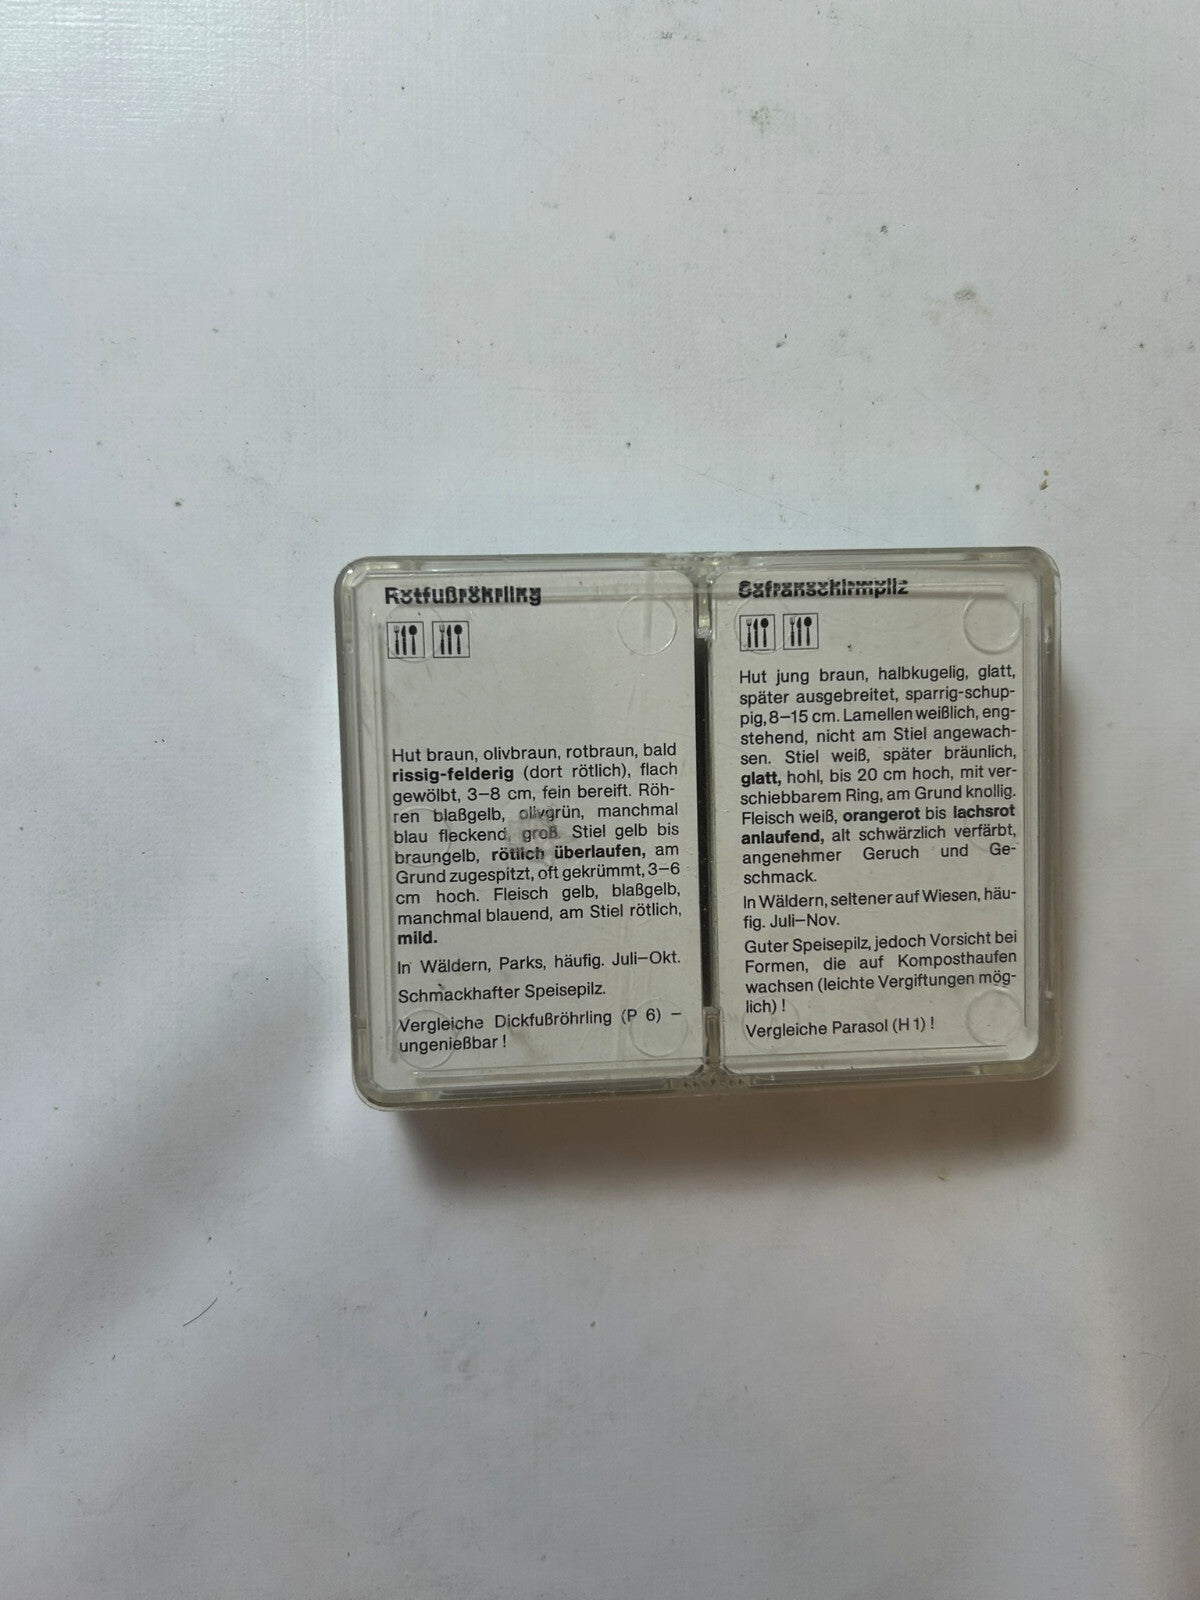 Rotfußröhrling
Hut braun, olivbraun, rotbraun, bald
rissig-felderig (dort rötlich), flach
gewölbt, 3–8 cm, fein bereift. Röh-
ren blaßgelb, olivgrün, manchmal
blau fleckend, groß. Stiel gelb bis
braungelb, rötlich überlaufen, am
Grund zugespitzt, oft gekrümmt, 3–6
cm hoch. Fleisch gelb, blaßgelb,
manchmal blauend, am Stiel rötlich,
mild.
In Wäldern, Parks, häufig. Juli–Okt.
Schmackhafter Speisepilz.
Vergleiche Dickfußröhrling (P 6) –
ungenießbar !
Safranschirmpilz
Hut jung braun, halbkugelig, glatt,
später ausgebreitet, sparrig-schup-
pig, 8–15 cm. Lamellen weißlich, eng-
stehend, nicht am Stiel angewach-
sen. Stiel weiß, später bräunlich,
glatt, hohl, bis 20 cm hoch, mit ver-
schiebbarem Ring, am Grund knollig.
Fleisch weiß, orangerot bis lachsrot
anlaufend, alt schwärzlich verfärbt,
angenehmer Geruch und Ge-
schmack.
In Wäldern, seltener auf Wiesen, häu-
fig. Juli–Nov.
Guter Speisepilz, jedoch Vorsicht bei
Formen, die auf Komposthaufen
wachsen (leichte Vergiftungen mög-
lich) !
Vergleiche Parasol (H 1) !